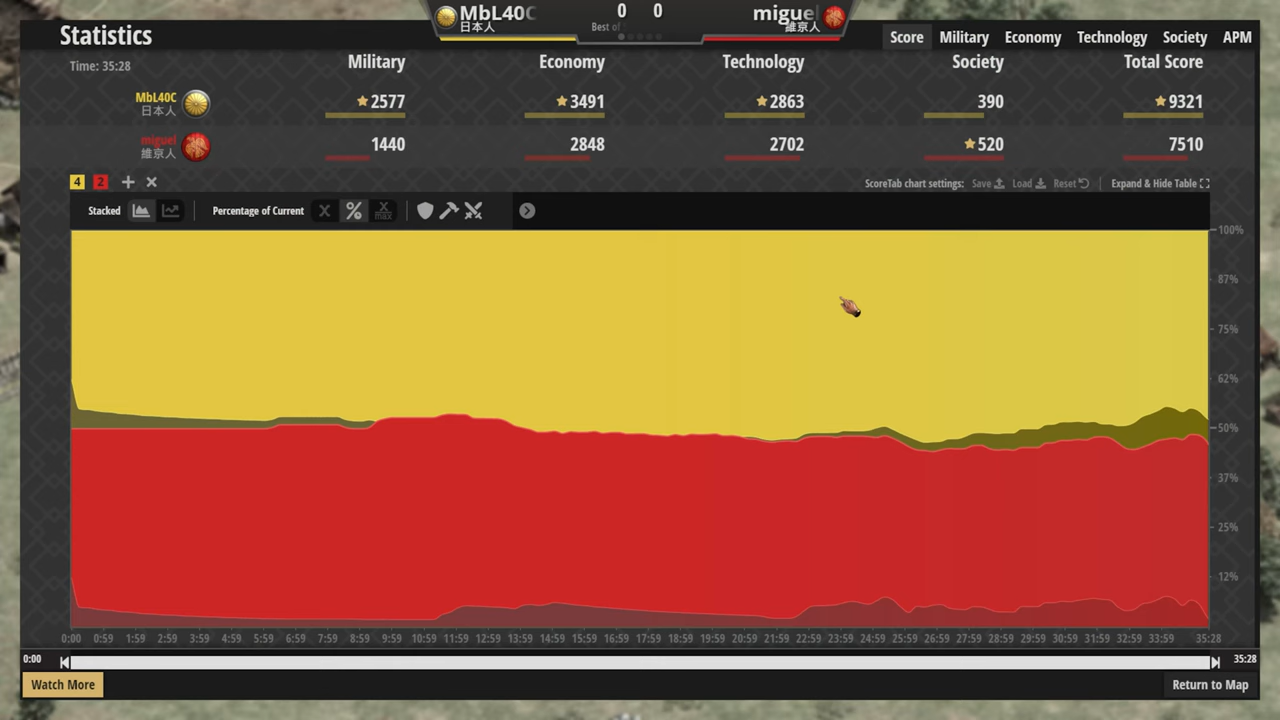 MbL40C
日本人
0 0
Best of
migue
維京人
Statistics
Score Military Economy Technology Society APM
Time: 35:28
Military Economy Technology Society Total Score
MbL40C
日本人
2577 3491 2863 390 9321
miguel
維京人
1440 2848 2702 520 7510
4 2
ScoreTab chart settings: Save Load Reset Expand & Hide Table
Stacked Percentage of Current X % X max
100%
87%
75%
62%
50%
37%
25%
12%
0:00 0:59 1:59 2:59 3:59 4:59 5:59 6:59 7:59 8:59 9:59 10:59 11:59 12:59 13:59 14:59 15:59 16:59 17:59 18:59 19:59 20:59 21:59 22:59 23:59 24:59 25:59 26:59 27:59 28:59 29:59 30:59 31:59 32:59 33:59 35:28
0:00 35:28
Watch More Return to Map